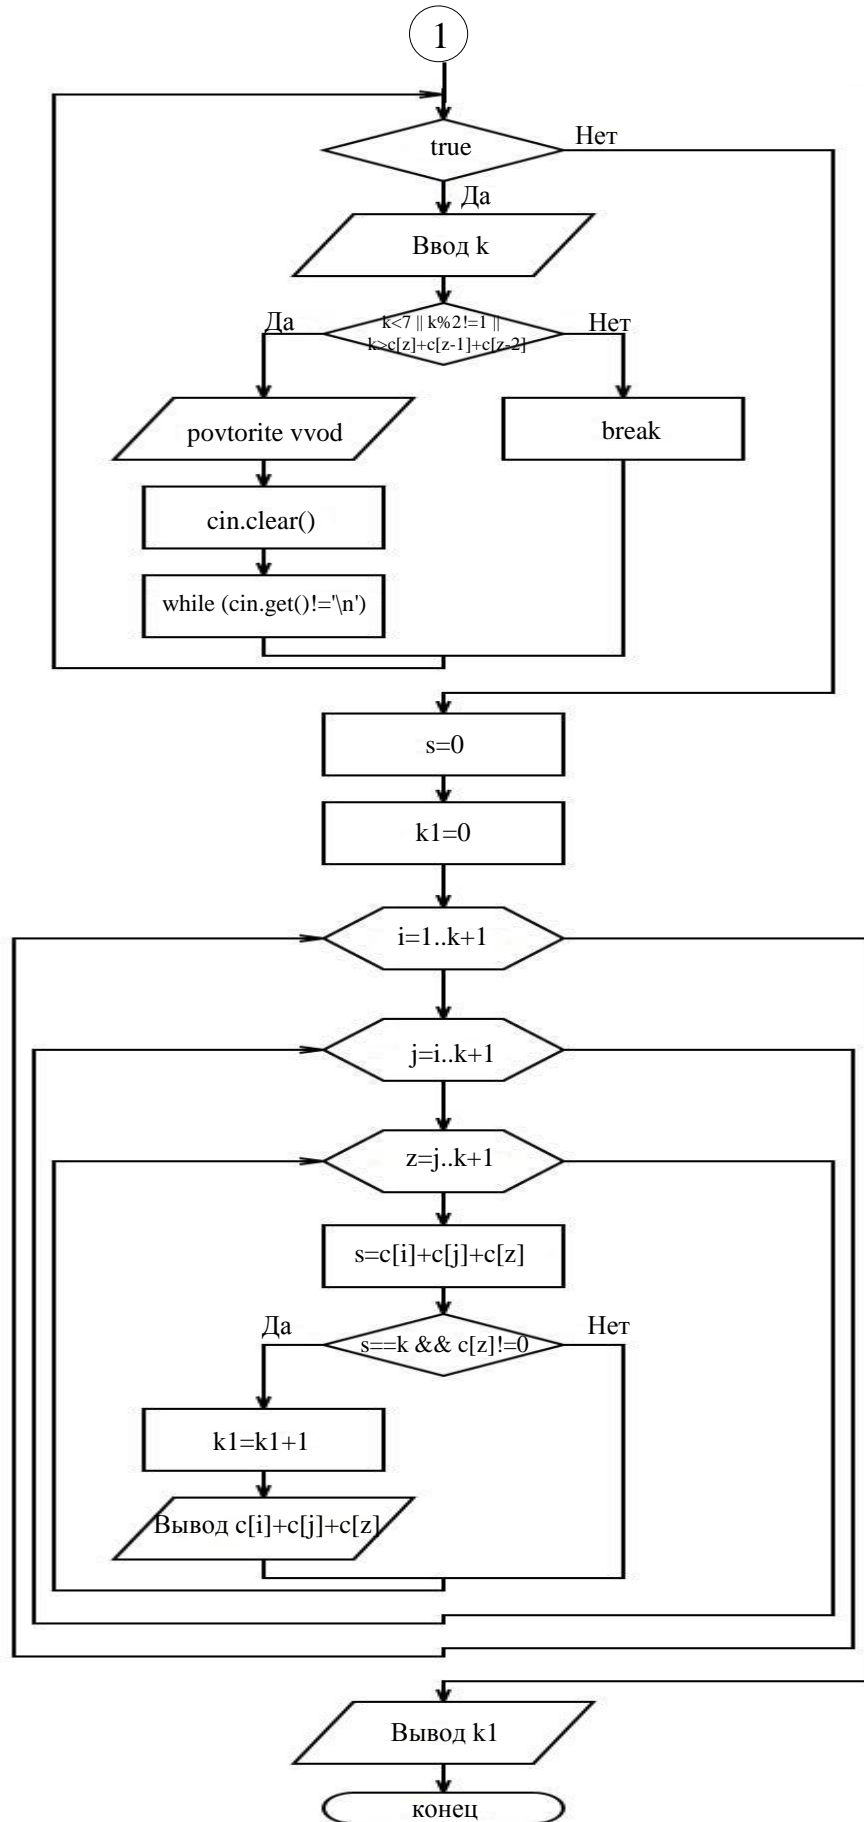 1
true
Нет
Да
Ввод k
Да
k<7 || k%2!=1 ||
k>c[z]+c[z-1]+c[z-2]
Нет
povtorite vvod
break
cin.clear()
while (cin.get()!='\n')
s=0
k1=0
i=1..k+1
j=i..k+1
z=j..k+1
s=c[i]+c[j]+c[z]
Да
s==k && c[z]!=0
Нет
k1=k1+1
Вывод c[i]+c[j]+c[z]
Вывод k1
конец